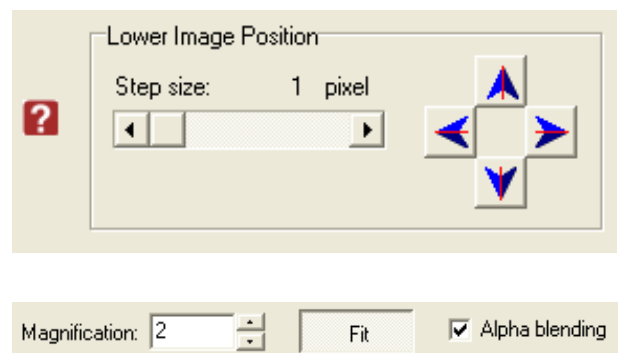 Lower Image Position
Step size: 1 pixel
?
Magnification: 2 Fit Alpha blending